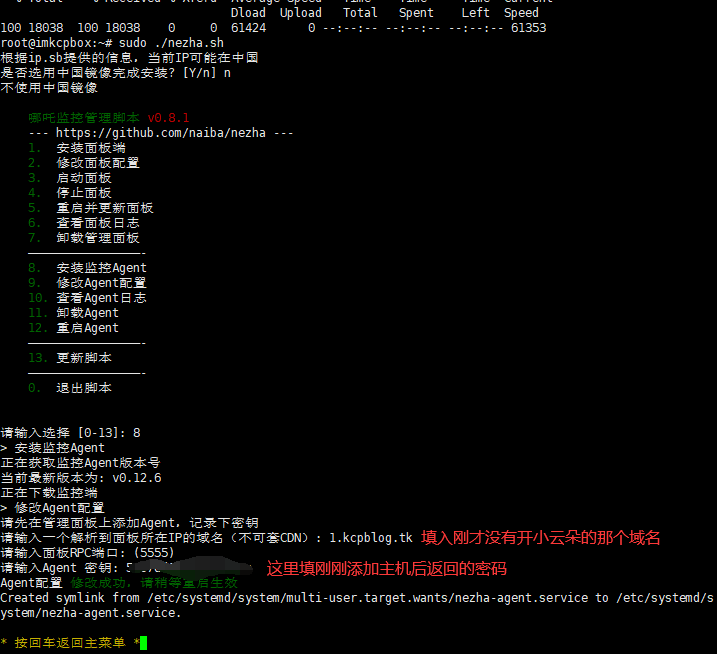 Dload Upload Total Spent Left Speed
100 18038 100 18038 0 0 61424 0 --:--:-- --:--:-- --:--:-- 61353
root@imkcpbox:~# sudo ./nezha.sh
根据ip.sb提供的信息，当前IP可能在中国
是否选用中国镜像完成安装? [Y/n] n
不使用中国镜像
哪吒监控管理脚本 v0.8.1
--- https://github.com/naiba/nezha ---
1. 安装面板端
2. 修改面板配置
3. 启动面板
4. 停止面板
5. 重启并更新面板
6. 查看面板日志
7. 卸载管理面板
————————————————-
8. 安装监控Agent
9. 修改Agent配置
10. 查看Agent日志
11. 卸载Agent
12. 重启Agent
————————————————-
13. 更新脚本
————————————————-
0. 退出脚本
请输入选择 [0-13]: 8
> 安装监控Agent
正在获取监控Agent版本号
当前最新版本为: v0.12.6
正在下载监控端
> 修改Agent配置
请先在管理面板上添加Agent，记录下密钥
请输入一个解析到面板所在IP的域名（不可套CDN）: 1.kcpblog.tk 填入刚才没有开小云朵的那个域名
请输入面板RPC端口: (5555)
请输入Agent 密钥: 这里填刚刚添加主机后返回的密码
Agent配置 修改成功，请稍等重启生效
Created symlink from /etc/systemd/system/multi-user.target.wants/nezha-agent.service to /etc/systemd/s
ystem/nezha-agent.service.
* 按回车返回主菜单 *